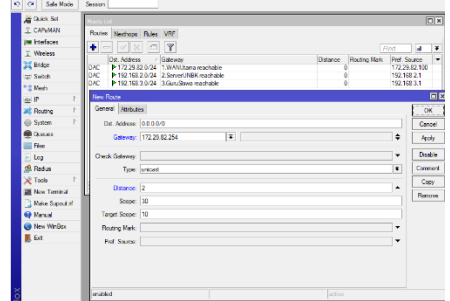 Safe Mode Session
Quick Set
CAPsMAN
Interfaces
Wireless
Bridge
Switch
Mesh
IP
Routing
System
Queues
Files
Log
Radius
Tools
New Terminal
Make Supout.rif
Manual
New WinBox
Exit
Route List
Routes Nexthops Rules VRF
Find all
Dst. Address Gateway Distance Routing Mark Pref. Source
DAC 172.29.82.0/24 1.WANUtama reachable 0 172.29.82.100
DAC 192.168.2.0/24 2.ServerUNBK reachable 0 192.168.2.1
DAC 192.168.3.0/24 3.GuruSiswa reachable 0 192.168.3.1
New Route
General Attributes
Dst. Address: 0.0.0.0/0
Gateway: 172.29.82.254
Check Gateway:
Type: unicast
Distance: 2
Scope: 30
Target Scope: 10
Routing Mark:
Pref. Source:
OK
Cancel
Apply
Disable
Comment
Copy
Remove
enabled active